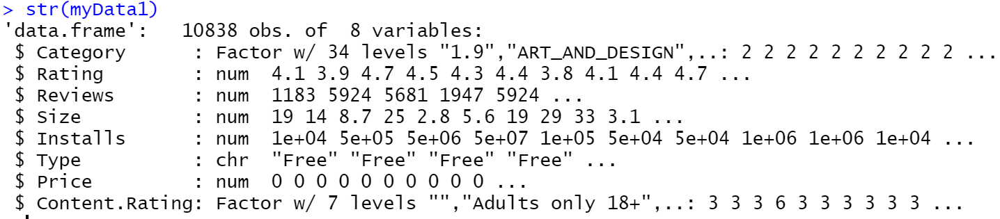 > str(myData1)
'data.frame':   10838 obs. of  8 variables:
 $ Category      : Factor w/ 34 levels "1.9","ART_AND_DESIGN",..: 2 2 2 2 2 2 2 2 2 2 ...
 $ Rating        : num  4.1 3.9 4.7 4.5 4.3 4.4 3.8 4.1 4.4 4.7 ...
 $ Reviews       : num  1183 5924 5681 1947 5924 ...
 $ Size          : num  19 14 8.7 25 2.8 5.6 19 29 33 3.1 ...
 $ Installs      : num  1e+04 5e+05 5e+06 5e+07 1e+05 5e+04 5e+04 1e+06 1e+06 1e+04 ...
 $ Type          : chr  "Free" "Free" "Free" "Free" ...
 $ Price         : num  0 0 0 0 0 0 0 0 0 0 ...
 $ Content.Rating: Factor w/ 7 levels "","Adults only 18+",..: 3 3 3 6 3 3 3 3 3 3 ...